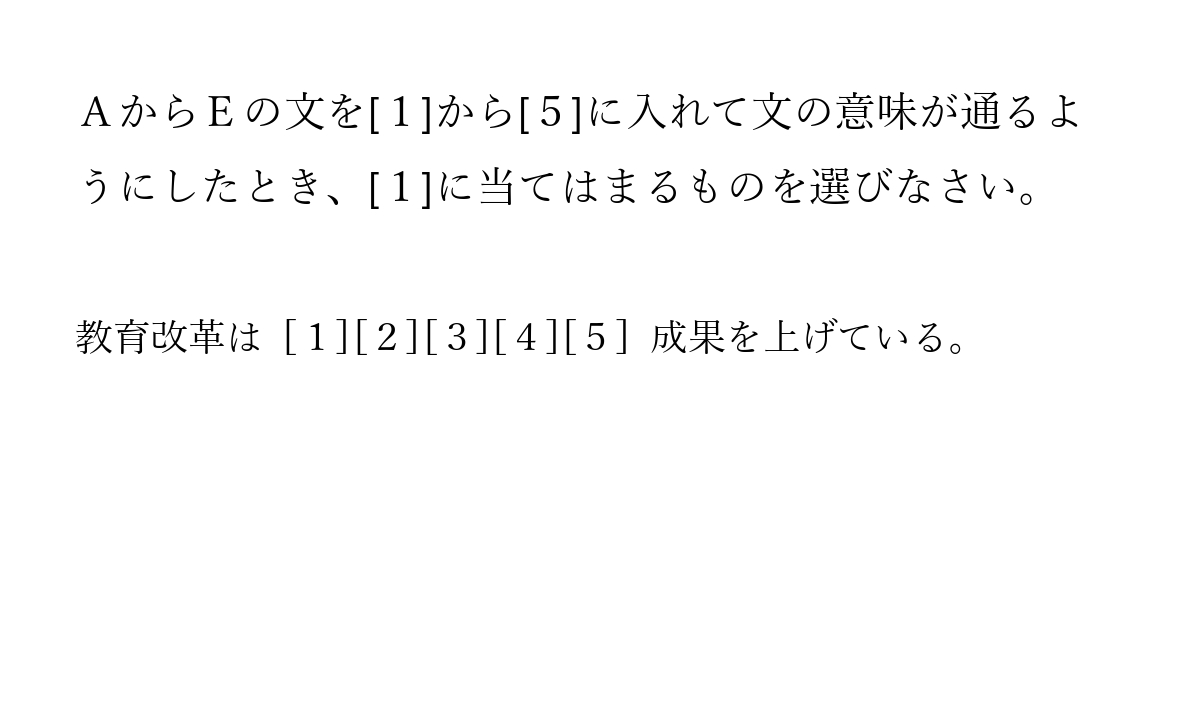 ＡからＥの文を[１]から[５]に入れて文の意味が通るよ
うにしたとき、[１]に当てはまるものを選びなさい。
教育改革は［１][２][３][４][５］成果を上げている。